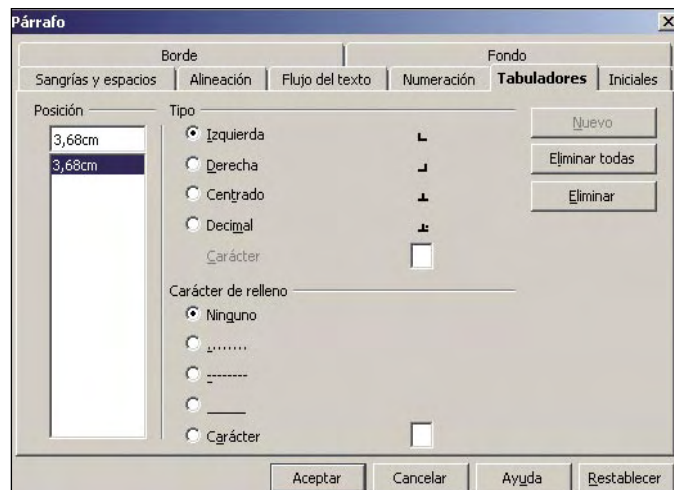 Párrafo
Borde Fondo
Sangrías y espacios Alineación Flujo del texto Numeración Tabuladores Iniciales
Posición
3,68cm
3,68cm
Tipo
Izquierda
Derecha
Centrado
Decimal
Carácter
Carácter de relleno
Ninguno
.......
--------
_____
Carácter
Nuevo
Eliminar todas
Eliminar
Aceptar Cancelar Ayuda Restablecer